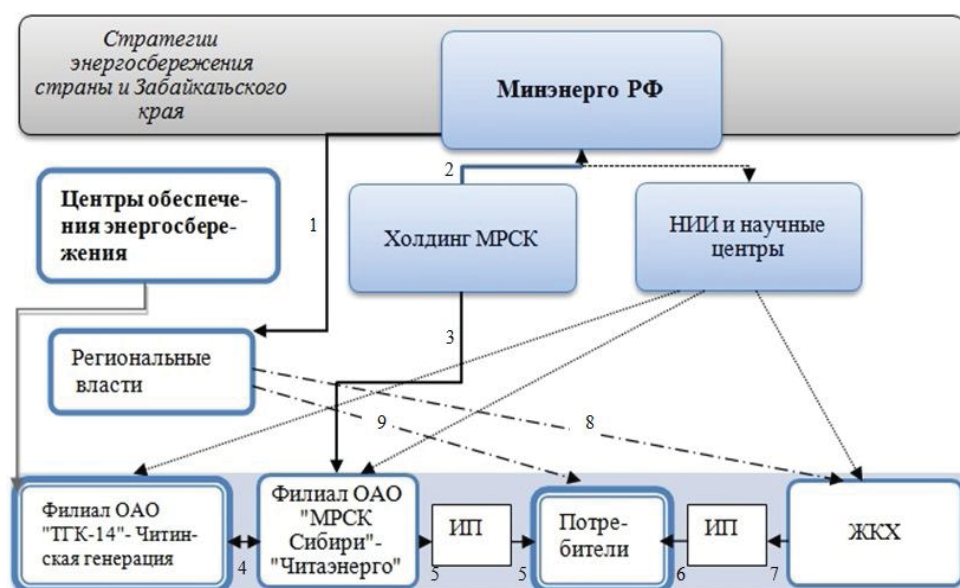 Стратегии
энергосбережения
страны и Забайкальского
края
Минэнерго РФ
2
Центры обеспече-
ния энергосбере-
жения
1
Холдинг МРСК
НИИ и научные
центры
3
Региональные
власти
9
8
Филиал ОАО
"ТГК-14"- Читин-
ская генерация
4
Филиал ОАО
"МРСК
Сибири"-
"Читаэнерго"
5
ИП
5
Потре-
бители
6
ИП
7
ЖКХ